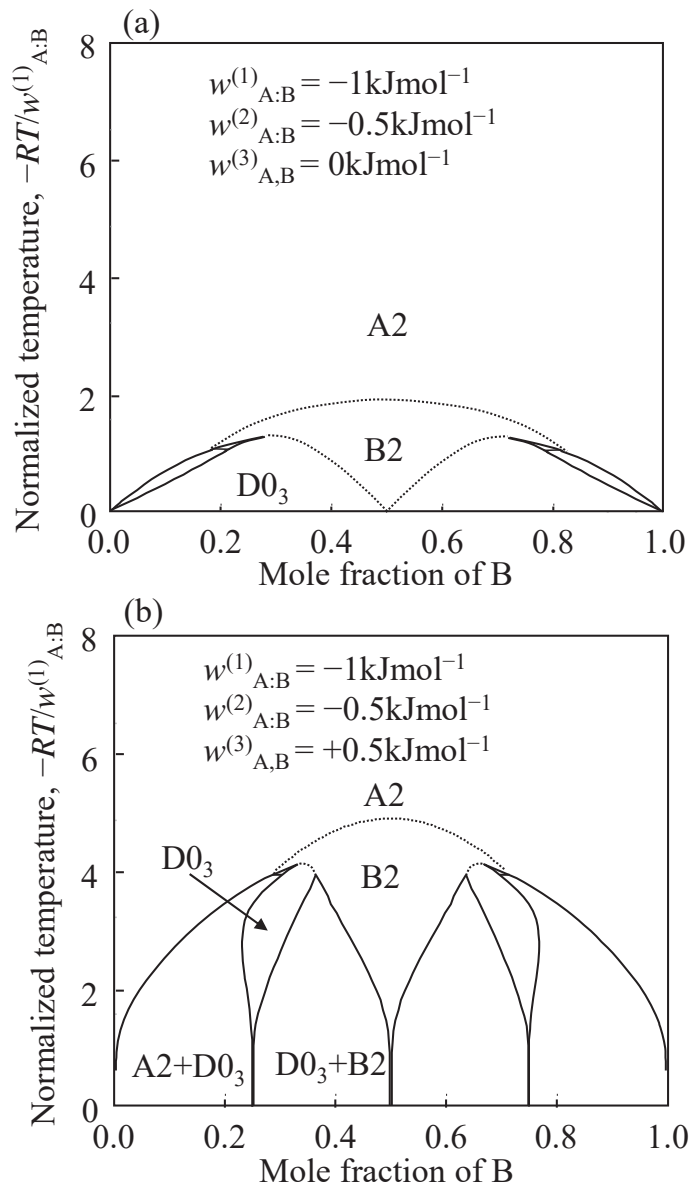 (a)
8
6
4
2
0
Normalized temperature, −RT/w⁽¹⁾A:B
w⁽¹⁾A:B = −1kJmol⁻¹
w⁽²⁾A:B = −0.5kJmol⁻¹
w⁽³⁾A,B = 0kJmol⁻¹
A2
B2
D0₃
0.0 0.2 0.4 0.6 0.8 1.0
Mole fraction of B
(b)
8
6
4
2
0
Normalized temperature, −RT/w⁽¹⁾A:B
w⁽¹⁾A:B = −1kJmol⁻¹
w⁽²⁾A:B = −0.5kJmol⁻¹
w⁽³⁾A,B = +0.5kJmol⁻¹
A2
D0₃
B2
A2+D0₃
D0₃+B2
0.0 0.2 0.4 0.6 0.8 1.0
Mole fraction of B